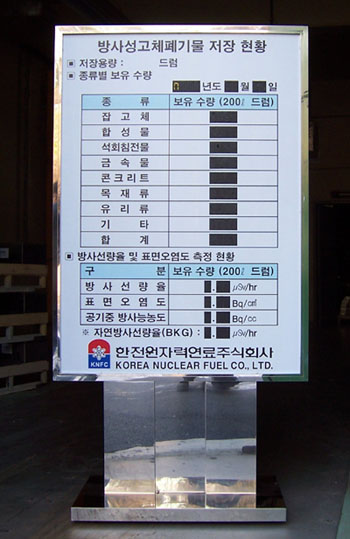 방사성고체폐기물 저장 현황
▣ 저장용량 : 드럼
▣ 종류별 보유 수량
년도 월 일
종 류 보유 수량 (200ℓ 드럼)
잡고체
합성물
석회침전물
금속물
콘크리트
목재류
유리류
기타
합계
▣ 방사선량율 및 표면오염도 측정 현황
구 분 보유 수량 (200ℓ 드럼)
방사선량율 . μSv/hr
표면오염도 . Bq/㎠
공기중 방사능농도 . Bq/cc
※ 자연방사선량율(BKG) : . μSv/hr
KNFC 한전원자력연료주식회사
KOREA NUCLEAR FUEL CO., LTD.